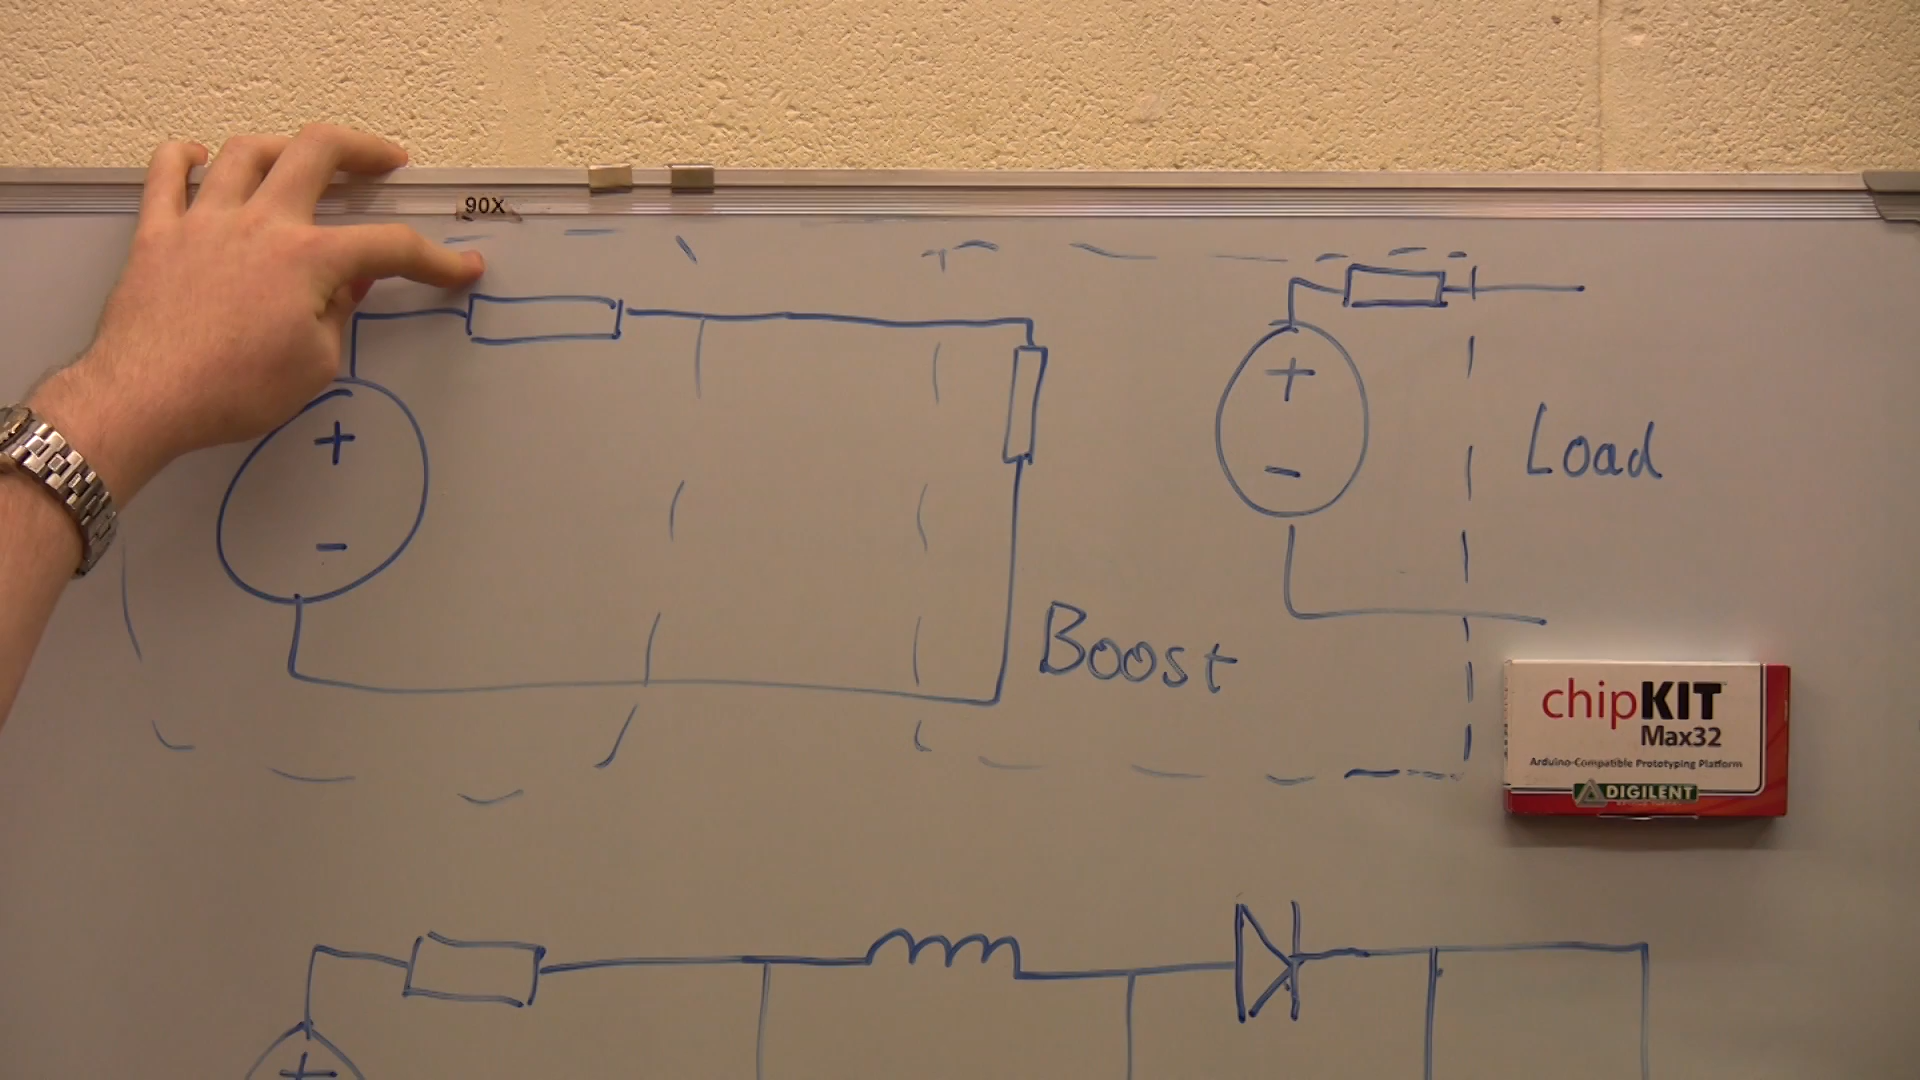 90X
+
-
+
-
Load
Boost
chipKIT
Max32
Arduino-Compatible Prototyping Platform
DIGILENT
+